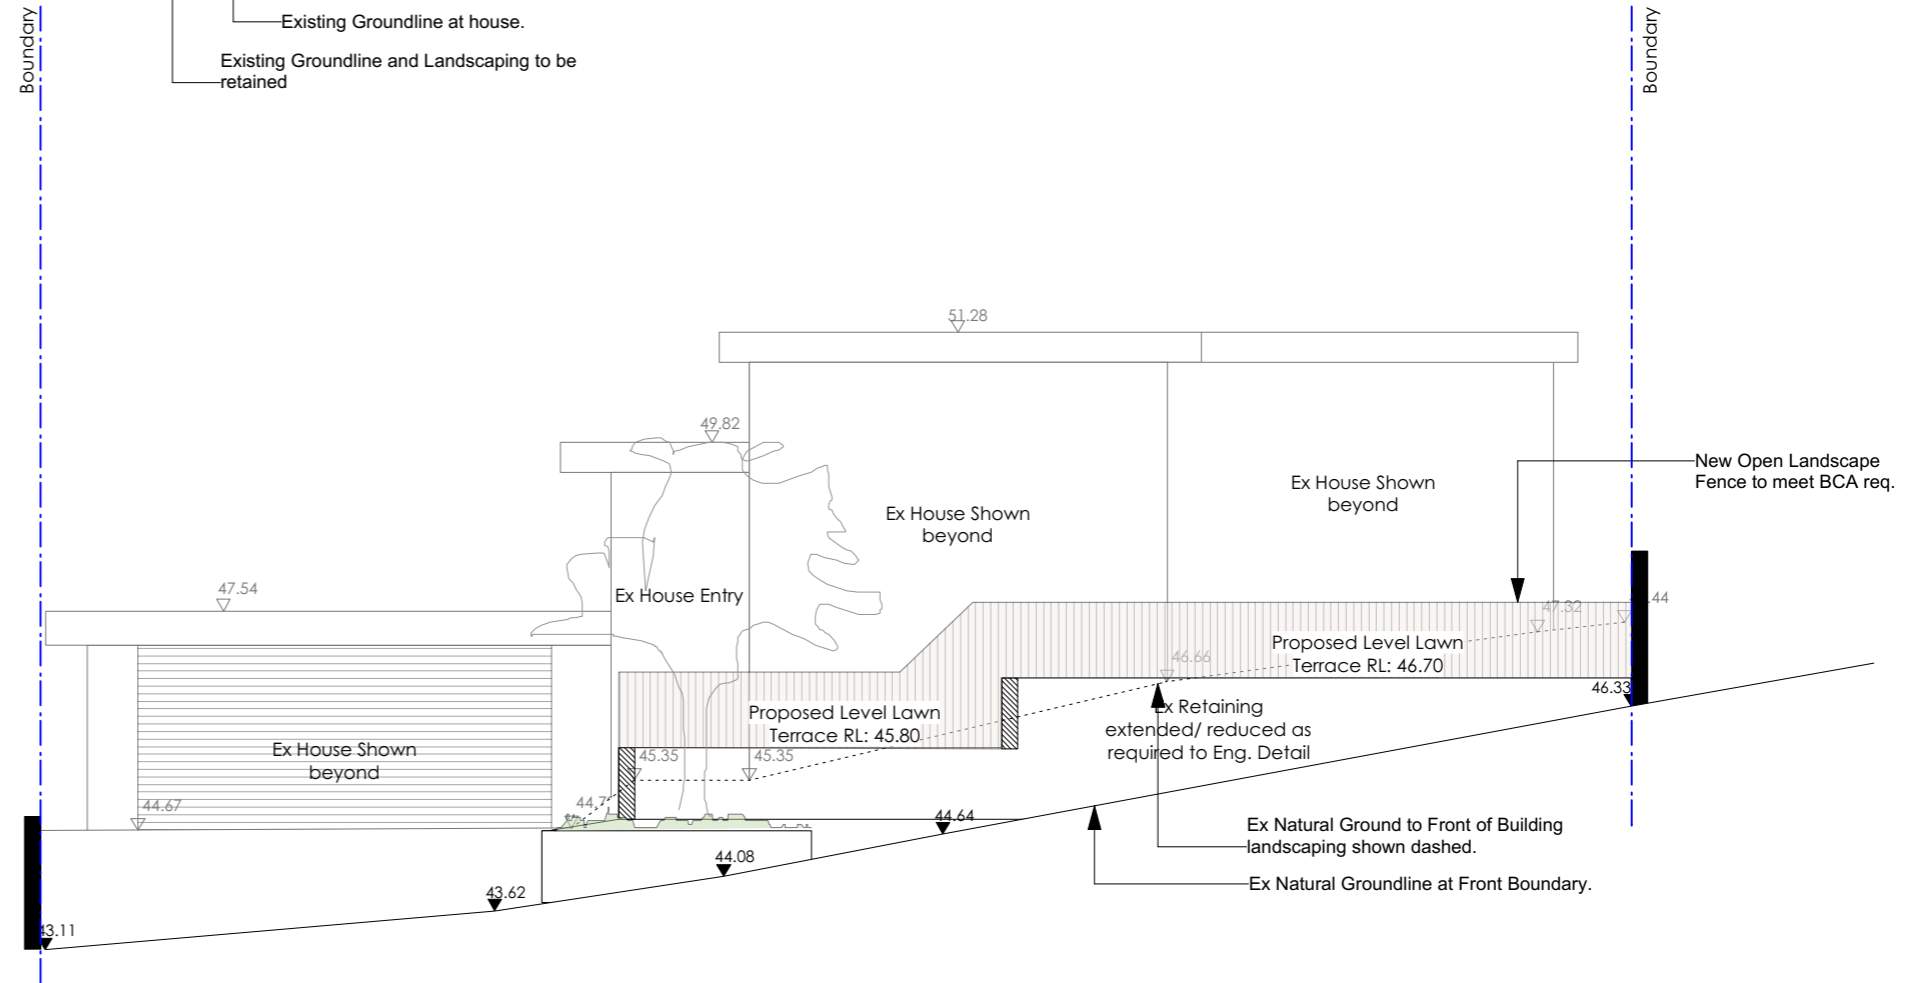 Boundary
Existing Groundline at house.
Existing Groundline and Landscaping to be
retained
Boundary
51.28
49.82
New Open Landscape
Fence to meet BCA req.
Ex House Shown
beyond
Ex House Shown
beyond
47.54
Ex House Entry
47.32
.44
Proposed Level Lawn
Terrace RL: 46.70
46.66
46.33
Ex Retaining
extended/ reduced as
required to Eng. Detail
Proposed Level Lawn
Terrace RL: 45.80
Ex House Shown
beyond
45.35
45.35
44.67
44.7
44.64
Ex Natural Ground to Front of Building
landscaping shown dashed.
44.08
Ex Natural Groundline at Front Boundary.
43.62
43.11